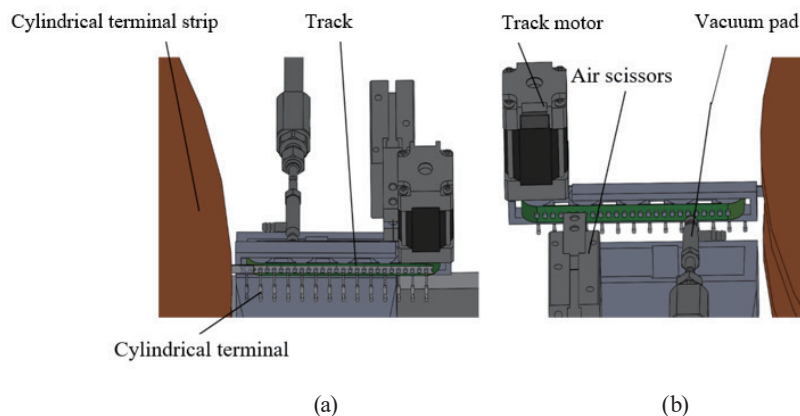 Cylindrical terminal strip
Track
Track motor
Vacuum pad
Air scissors
Cylindrical terminal
(a)
(b)